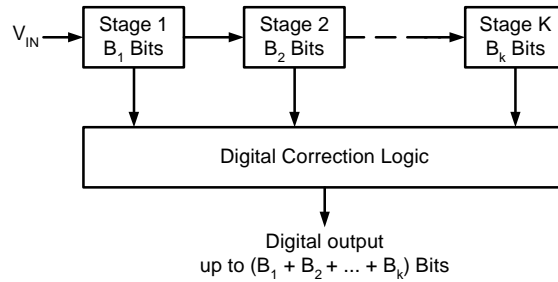 V_IN
Stage 1
B_1 Bits
Stage 2
B_2 Bits
Stage K
B_k Bits
Digital Correction Logic
Digital output
up to (B_1 + B_2 + ... + B_k) Bits